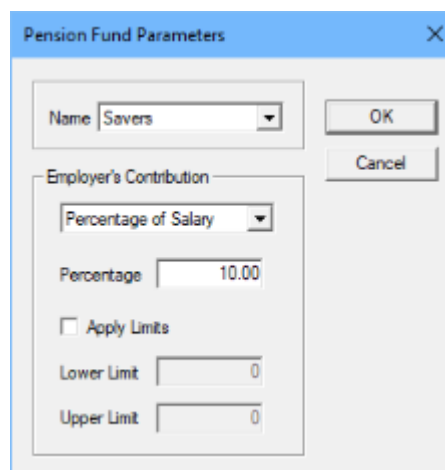 Pension Fund Parameters
Name Savers
OK
Cancel
Employer's Contribution
Percentage of Salary
Percentage 10.00
Apply Limits
Lower Limit 0
Upper Limit 0